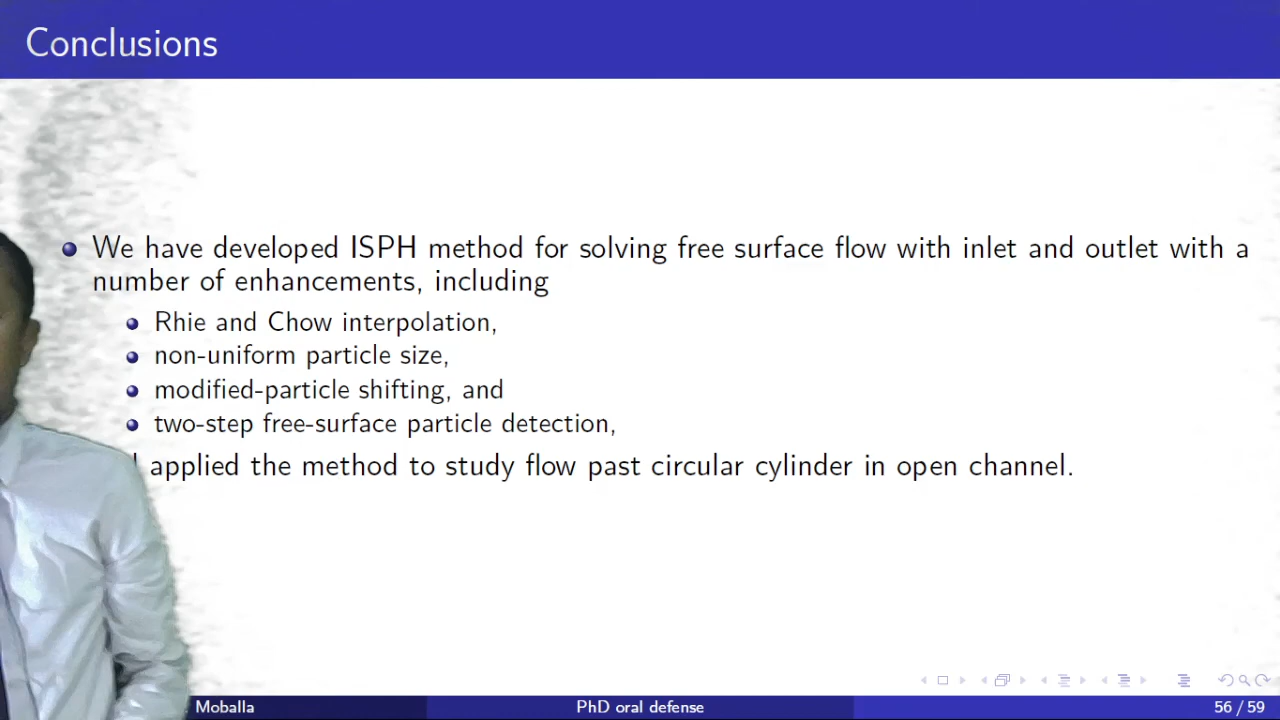 Conclusions
We have developed ISPH method for solving free surface flow with inlet and outlet with a
number of enhancements, including
Rhie and Chow interpolation,
non-uniform particle size,
modified-particle shifting, and
two-step free-surface particle detection,
applied the method to study flow past circular cylinder in open channel.
Moballa
PhD oral defense
56 / 59